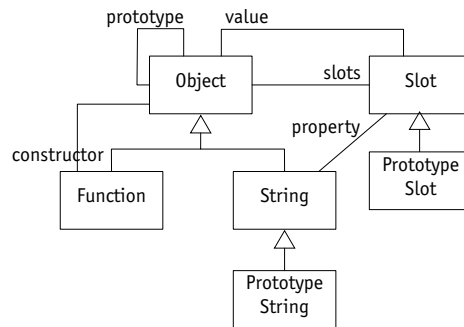 prototype
value
Object
slots
Slot
property
constructor
Function
String
Prototype
Slot
Prototype
String